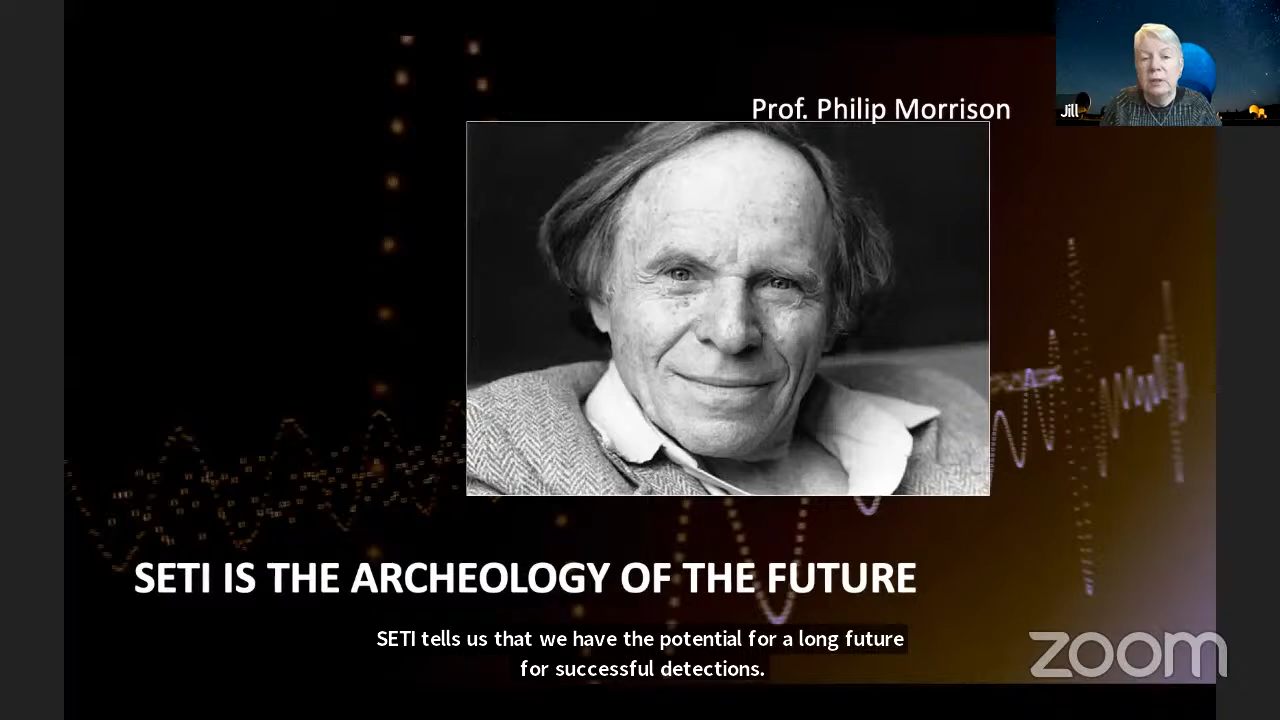 Prof. Philip Morrison
Jill
SETI IS THE ARCHEOLOGY OF THE FUTURE
SETI tells us that we have the potential for a long future
for successful detections.
zoom